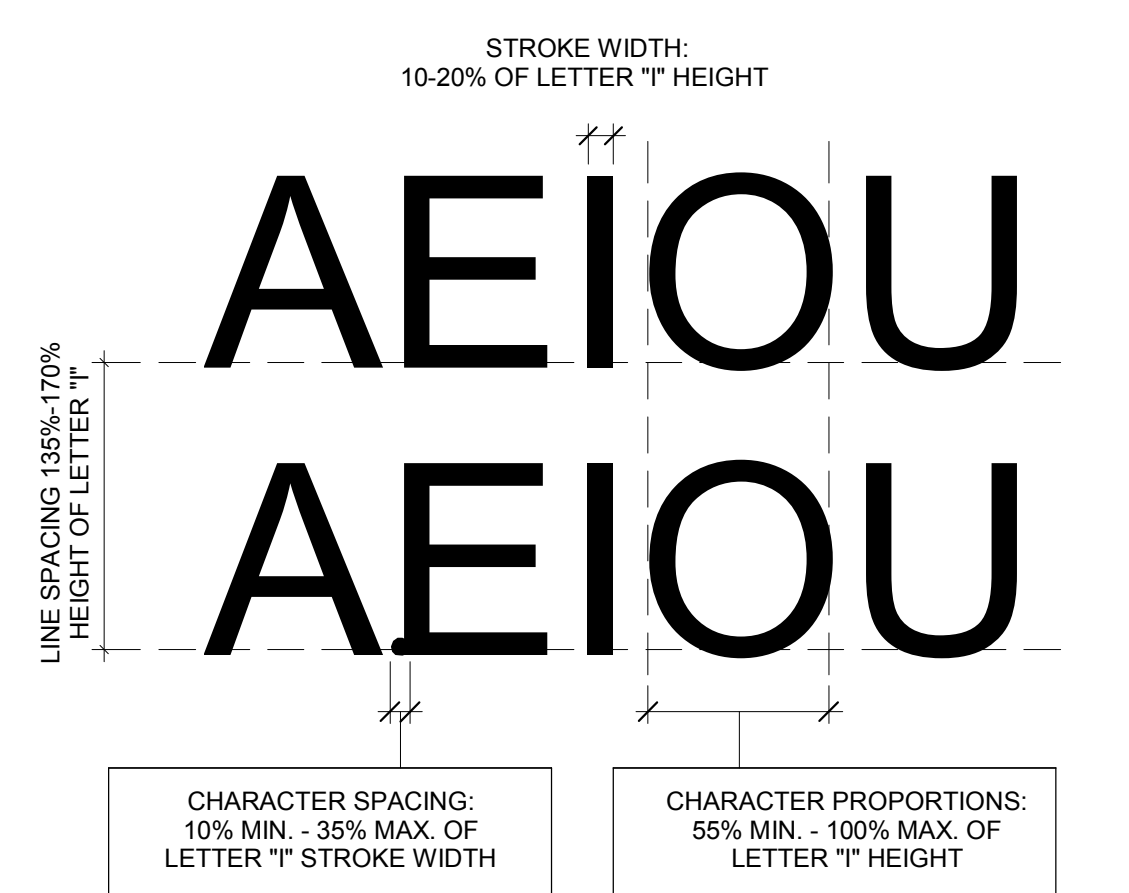 STROKE WIDTH:
10-20% OF LETTER "I" HEIGHT
AEIOU
LINE SPACING 135%-170%
HEIGHT OF LETTER "I"
A.EIOU
CHARACTER SPACING:
10% MIN. - 35% MAX. OF
LETTER "I" STROKE WIDTH
CHARACTER PROPORTIONS:
55% MIN. - 100% MAX. OF
LETTER "I" HEIGHT